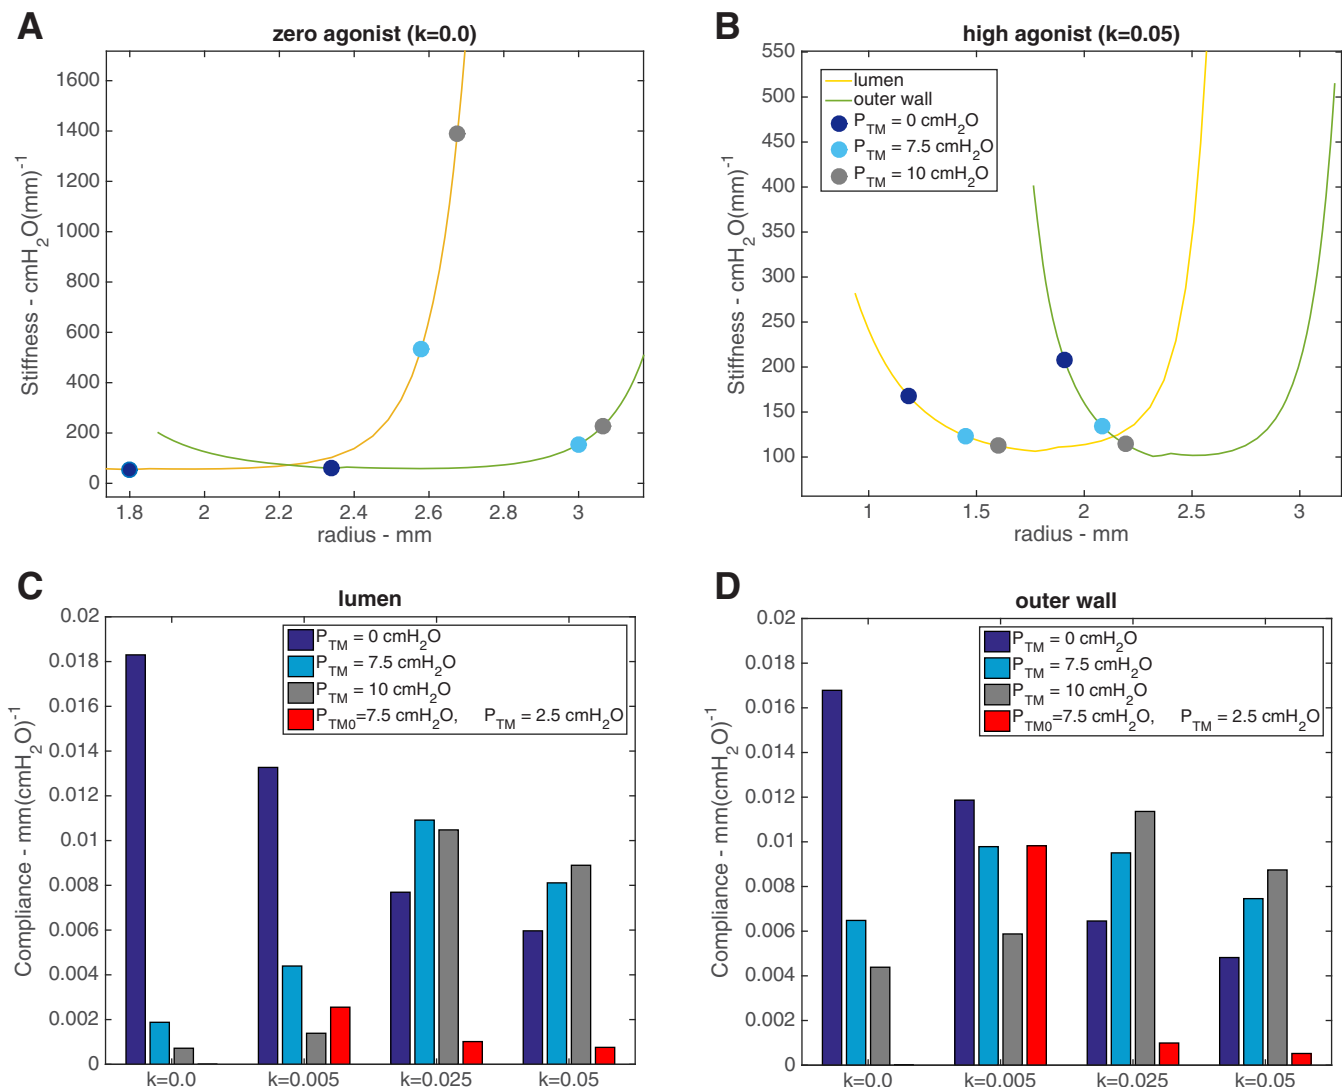 A
zero agonist (k=0.0)
1600
1400
1200
1000
800
600
400
200
0
Stiffness - cmH2O(mm)-1
1.8 2 2.2 2.4 2.6 2.8 3
radius - mm
B
high agonist (k=0.05)
550
500
450
400
350
300
250
200
150
100
Stiffness - cmH2O(mm)-1
lumen
outer wall
PTM = 0 cmH2O
PTM = 7.5 cmH2O
PTM = 10 cmH2O
1 1.5 2 2.5 3
radius - mm
C
lumen
0.02
0.018
0.016
0.014
0.012
0.01
0.008
0.006
0.004
0.002
0
Compliance - mm(cmH2O)-1
PTM = 0 cmH2O
PTM = 7.5 cmH2O
PTM = 10 cmH2O
PTM0=7.5 cmH2O, PTM = 2.5 cmH2O
k=0.0 k=0.005 k=0.025 k=0.05
D
outer wall
0.02
0.018
0.016
0.014
0.012
0.01
0.008
0.006
0.004
0.002
0
Compliance - mm(cmH2O)-1
PTM = 0 cmH2O
PTM = 7.5 cmH2O
PTM = 10 cmH2O
PTM0=7.5 cmH2O, PTM = 2.5 cmH2O
k=0.0 k=0.005 k=0.025 k=0.05